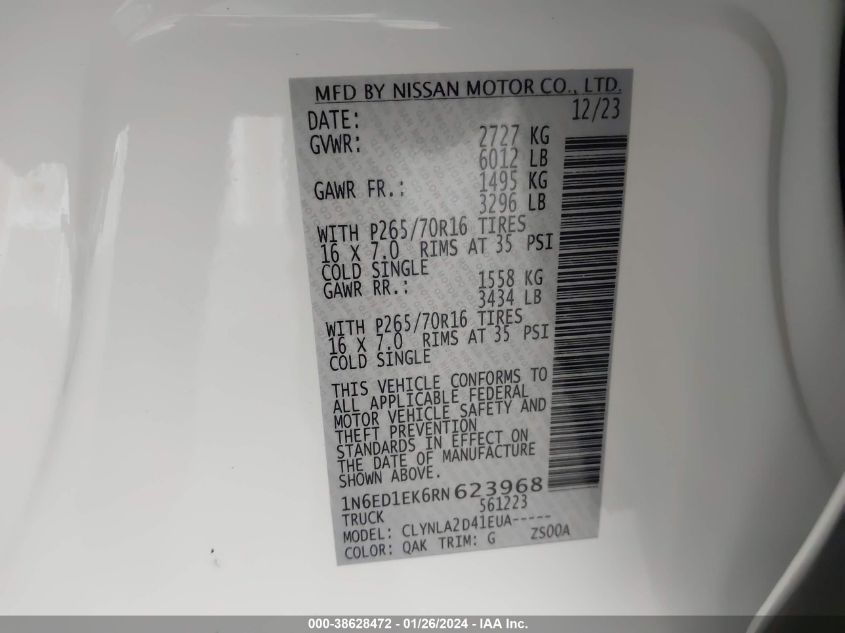 MFD BY NISSAN MOTOR CO., LTD.
DATE: 12/23
GVWR: 2727 KG
6012 LB
GAWR FR.: 1495 KG
3296 LB
WITH P265/70R16 TIRES
16 X 7.0 RIMS AT 35 PSI
COLD SINGLE
GAWR RR.: 1558 KG
3434 LB
WITH P265/70R16 TIRES
16 X 7.0 RIMS AT 35 PSI
COLD SINGLE
THIS VEHICLE CONFORMS TO
ALL APPLICABLE FEDERAL
MOTOR VEHICLE SAFETY AND
THEFT PREVENTION
STANDARDS IN EFFECT ON
THE DATE OF MANUFACTURE
SHOWN ABOVE.
1N6ED1EK6RN623968
TRUCK 561223
MODEL: CLYNLA2D41EUA-----
COLOR: QAK TRIM: G ZS00A
000-38628472 — 01/26/2024 — IAA Inc.